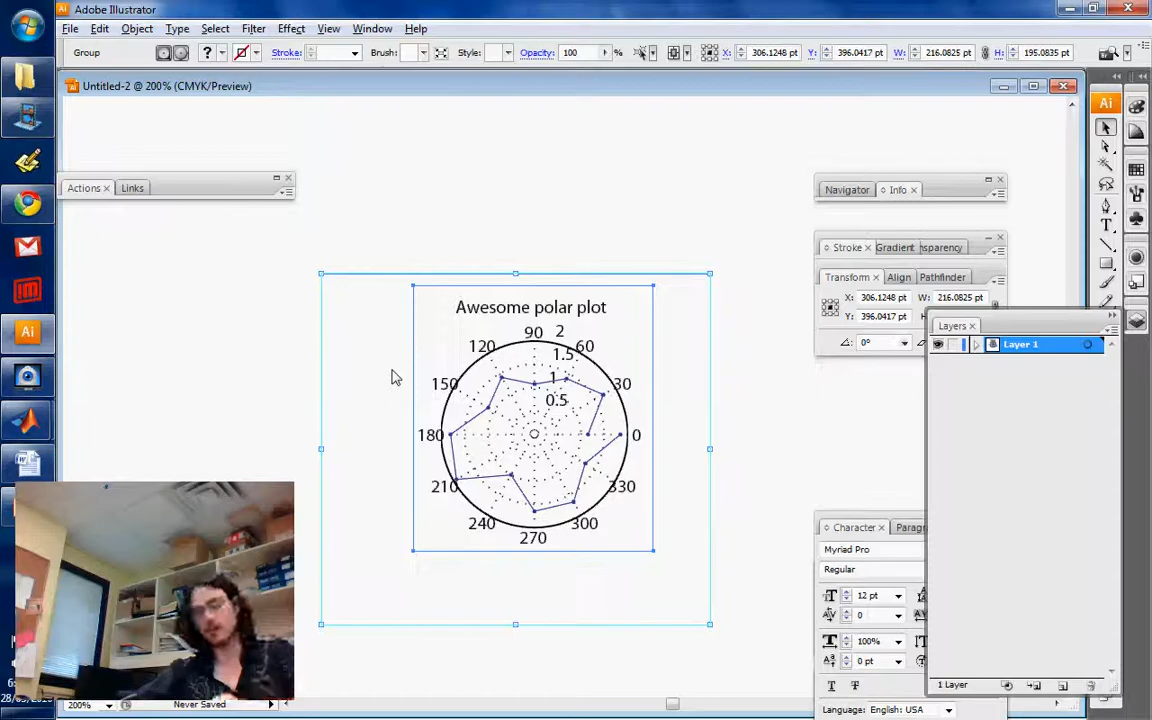 Adobe Illustrator
File Edit Object Type Select Filter Effect View Window Help
Group ? Stroke: Brush: Style: Opacity: 100 % X: 306.1248 pt Y: 396.0417 pt W: 216.0825 pt H: 195.0835 pt
Untitled-2 @ 200% (CMYK/Preview)
Ai
Actions Links
Navigator Info
Stroke Gradient nsparency
Transform Align Pathfinder
X: 306.1248 pt W: 216.0825 pt
Y: 396.0417 pt
0°
Layers
Layer 1
Awesome polar plot
90 2
120 1.5 60
150 1 30
0.5
180 0
210 330
240 300
270
Ai
Character Paragr
Myriad Pro
Regular
12 pt 0
100%
0 pt
T T
Language: English: USA
1 Layer
200% Never Saved